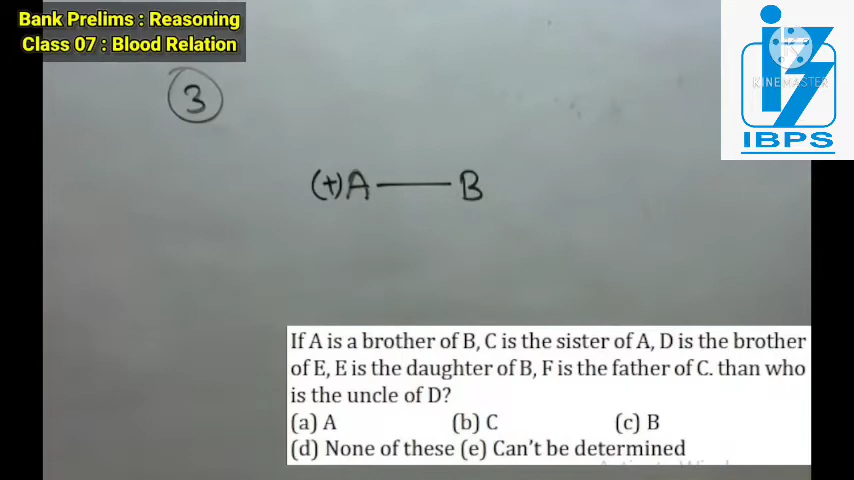 Bank Prelims : Reasoning
Class 07 : Blood Relation
KINEMASTER
IBPS
3
(+)A — B
If A is a brother of B, C is the sister of A, D is the brother
of E, E is the daughter of B, F is the father of C. than who
is the uncle of D?
(a) A (b) C (c) B
(d) None of these (e) Can't be determined